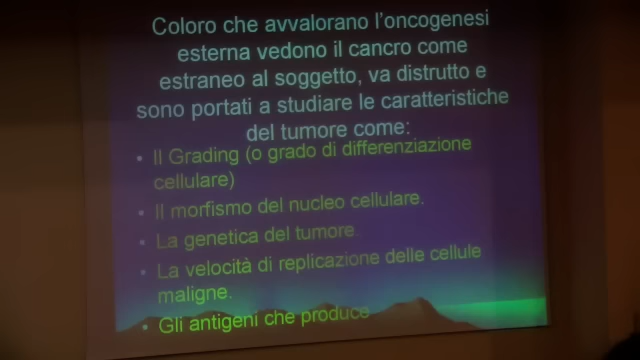 Coloro che avvalorano l'oncogenesi
esterna vedono il cancro come
estraneo al soggetto, va distrutto e
sono portati a studiare le caratteristiche
del tumore come:
• Il Grading (o grado di differenziazione
cellulare)
• Il morfismo del nucleo cellulare.
• La genetica del tumore.
• La velocità di replicazione delle cellule
maligne.
• Gli antigeni che produce